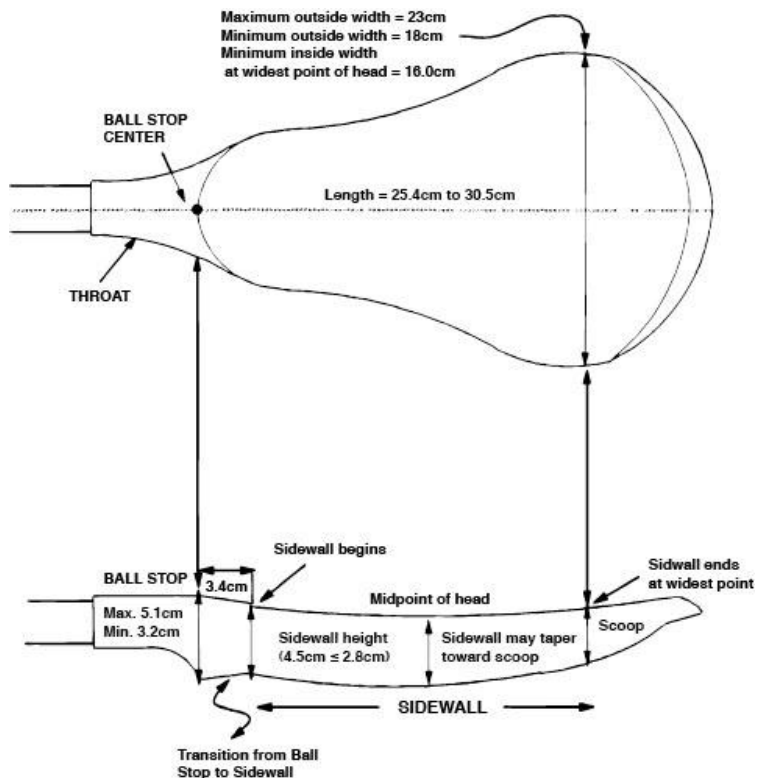 Maximum outside width = 23cm
Minimum outside width = 18cm
Minimum inside width
at widest point of head = 16.0cm
BALL STOP
CENTER
Length = 25.4cm to 30.5cm
THROAT
Sidewall begins
BALL STOP
3.4cm
Sidwall ends
at widest point
Midpoint of head
Max. 5.1cm
Min. 3.2cm
Sidewall height
(4.5cm ≤ 2.8cm)
Sidewall may taper
toward scoop
Scoop
SIDEWALL
Transition from Ball
Stop to Sidewall